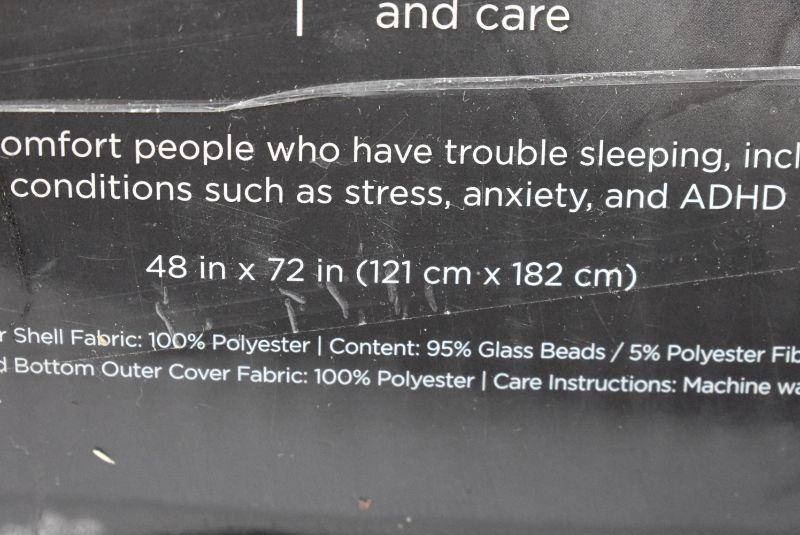 and care
omfort people who have trouble sleeping, incl
conditions such as stress, anxiety, and ADHD
48 in x 72 in (121 cm x 182 cm)
r Shell Fabric: 100% Polyester | Content: 95% Glass Beads / 5% Polyester Fib
d Bottom Outer Cover Fabric: 100% Polyester | Care Instructions: Machine wa